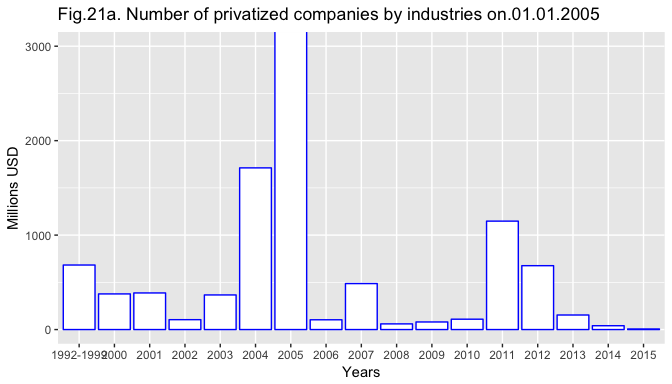 Fig.21a. Number of privatized companies by industries on.01.01.2005
3000
2000
1000
0
Millions USD
1992-1999 2000 2001 2002 2003 2004 2005 2006 2007 2008 2009 2010 2011 2012 2013 2014 2015
Years